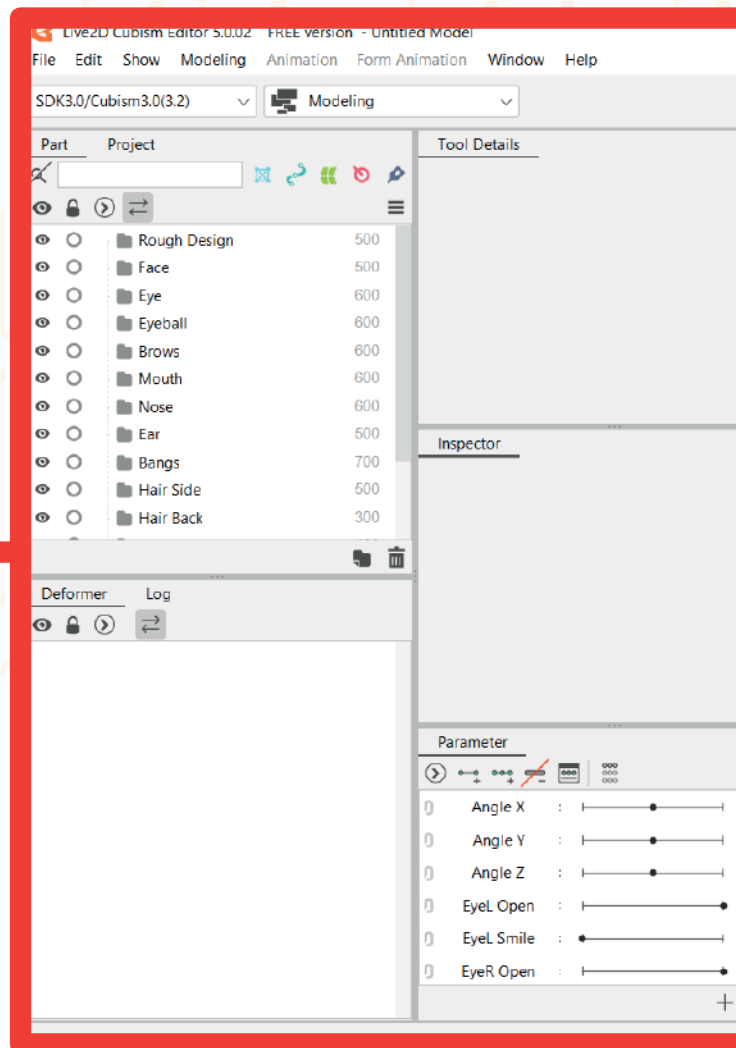 Live2D Cubism Editor 5.0.02 FREE version - Untitled Model
File Edit Show Modeling Animation Form Animation Window Help
SDK3.0/Cubism3.0(3.2) Modeling
Part Project
Rough Design 500
Face 500
Eye 600
Eyeball 600
Brows 600
Mouth 600
Nose 600
Ear 500
Bangs 700
Hair Side 500
Hair Back 300
Deformer Log
Tool Details
Inspector
Parameter
Angle X :
Angle Y :
Angle Z :
EyeL Open :
EyeL Smile :
EyeR Open :